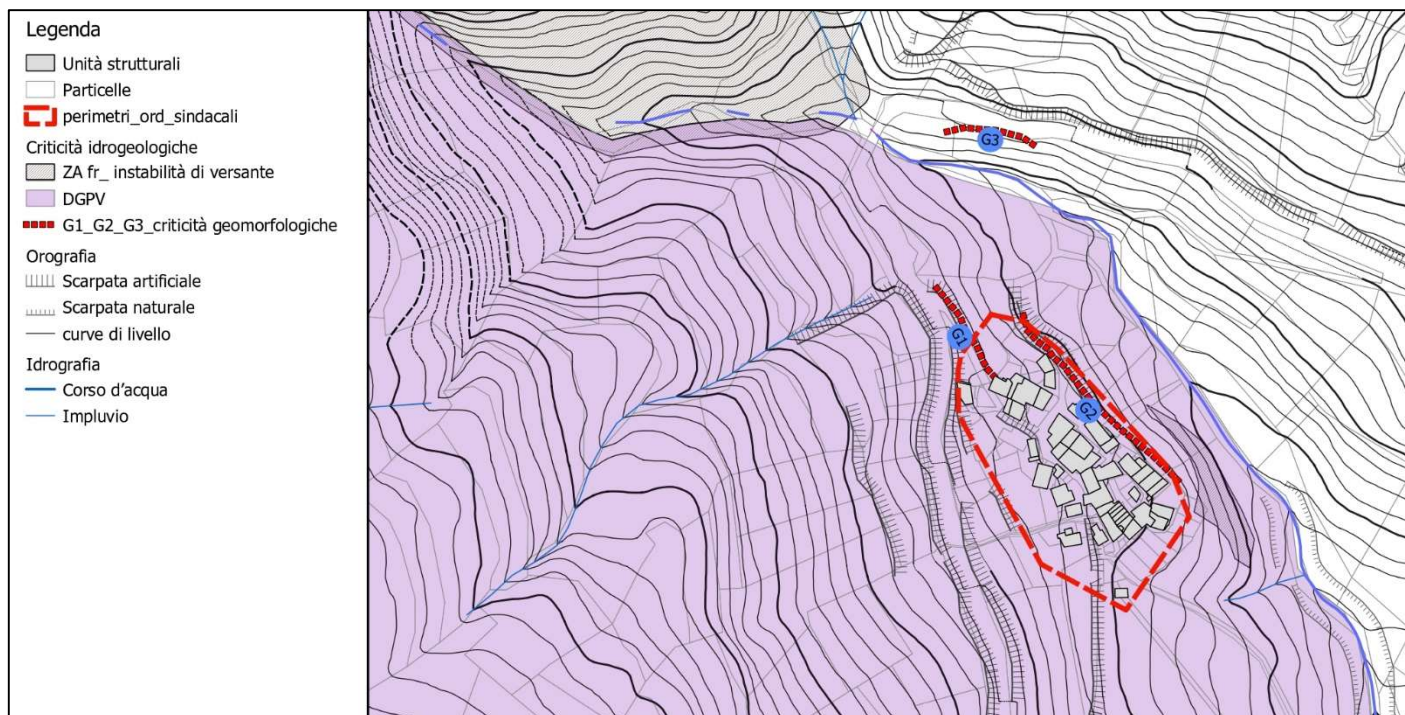 Legenda
Unità strutturali
Particelle
perimetri_ord_sindacali
Criticità idrogeologiche
ZA fr_ instabilità di versante
DGPV
G1_G2_G3_criticità geomorfologiche
Orografia
Scarpata artificiale
Scarpata naturale
curve di livello
Idrografia
Corso d'acqua
Impluvio
G3
G1
G2